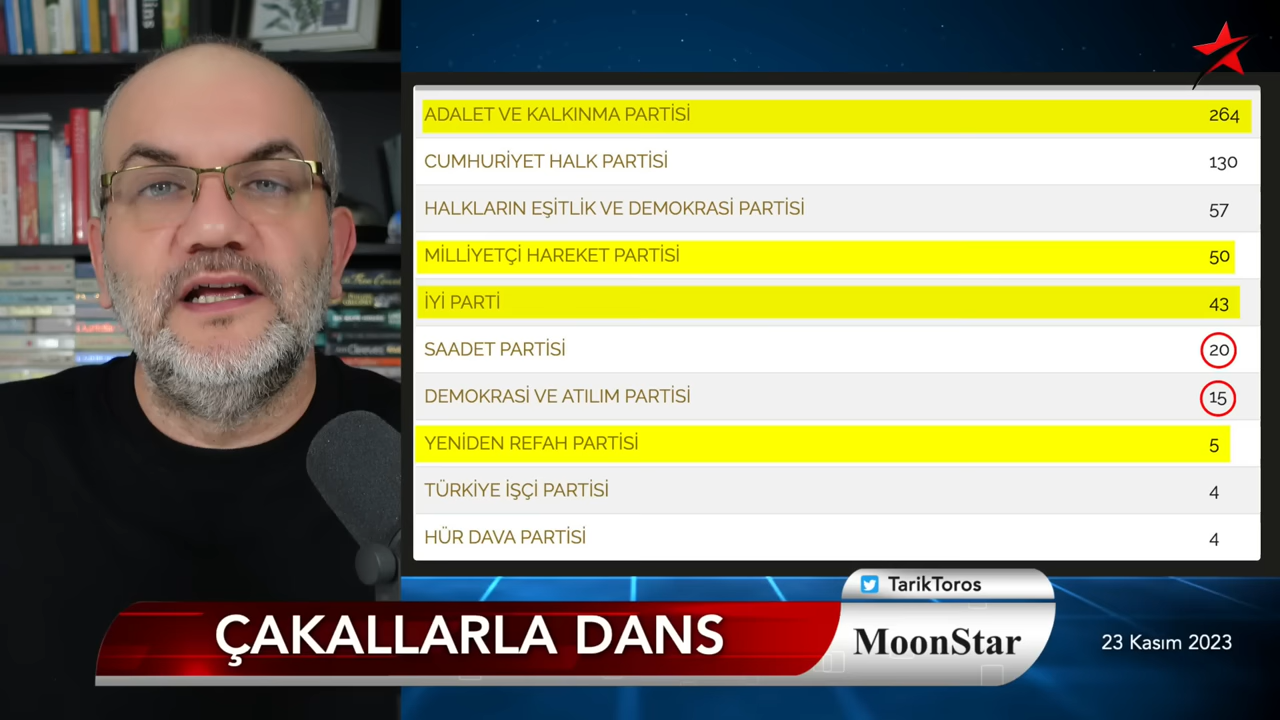 ADALET VE KALKINMA PARTİSİ 264
CUMHURİYET HALK PARTİSİ 130
HALKLARIN EŞİTLİK VE DEMOKRASİ PARTİSİ 57
MİLLİYETÇİ HAREKET PARTİSİ 50
İYİ PARTİ 43
SAADET PARTİSİ 20
DEMOKRASİ VE ATILIM PARTİSİ 15
YENİDEN REFAH PARTİSİ 5
TÜRKİYE İŞÇİ PARTİSİ 4
HÜR DAVA PARTİSİ 4
TarikToros
ÇAKALLARLA DANS
MoonStar
23 Kasım 2023